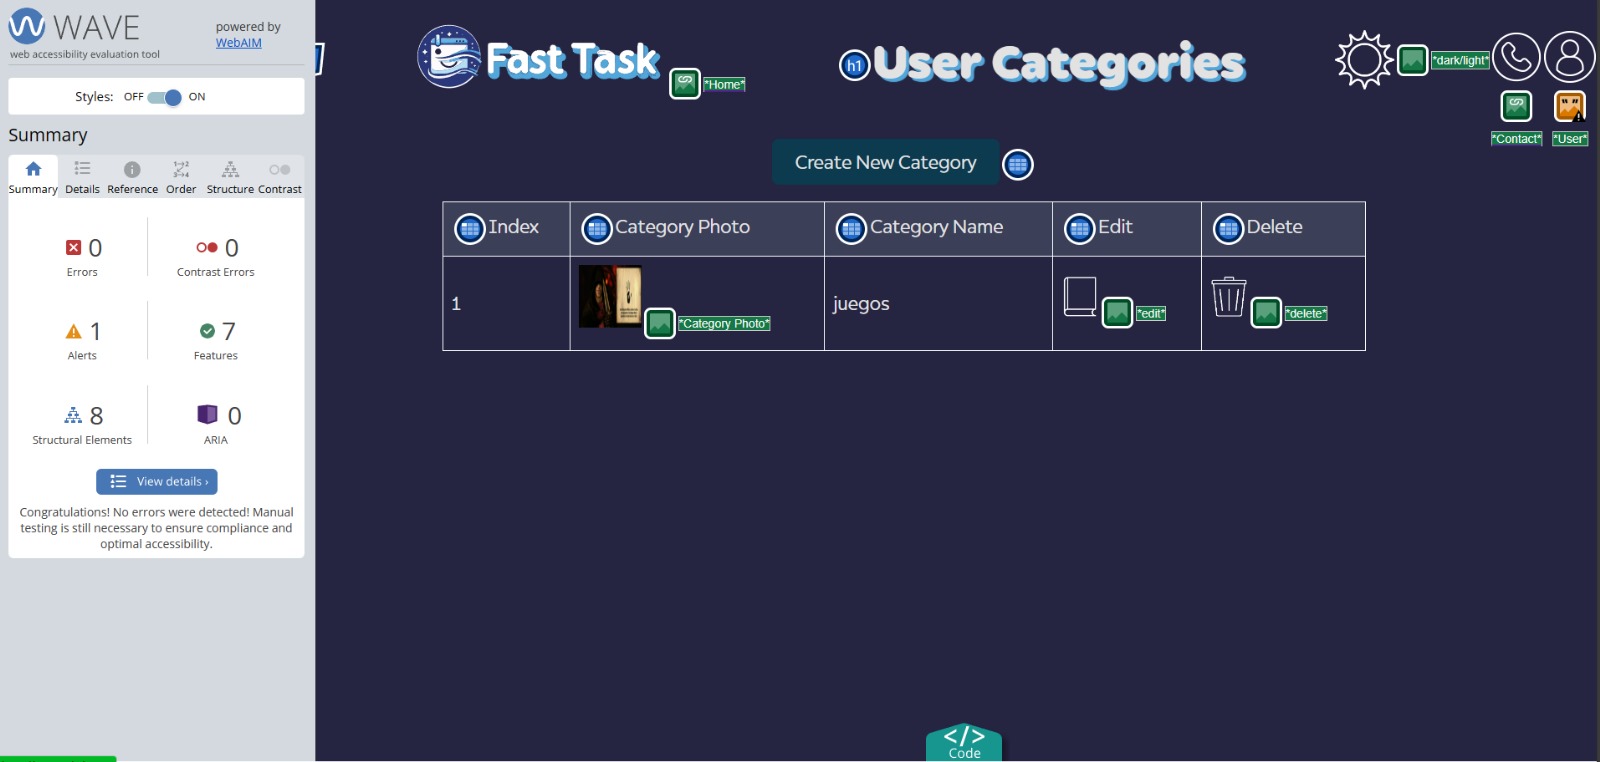 WAVE
powered by
WebAIM
web accessibility evaluation tool
Styles: OFF ON
Summary
Summary Details Reference Order Structure Contrast
0 0
Errors Contrast Errors
1 7
Alerts Features
8 0
Structural Elements ARIA
View details ›
Congratulations! No errors were detected! Manual
testing is still necessary to ensure compliance and
optimal accessibility.
Fast Task
*Home*
h1 User Categories
*dark/light*
*Contact* *User*
Create New Category
Index Category Photo Category Name Edit Delete
1 *Category Photo* juegos *edit* *delete*
</>
Code